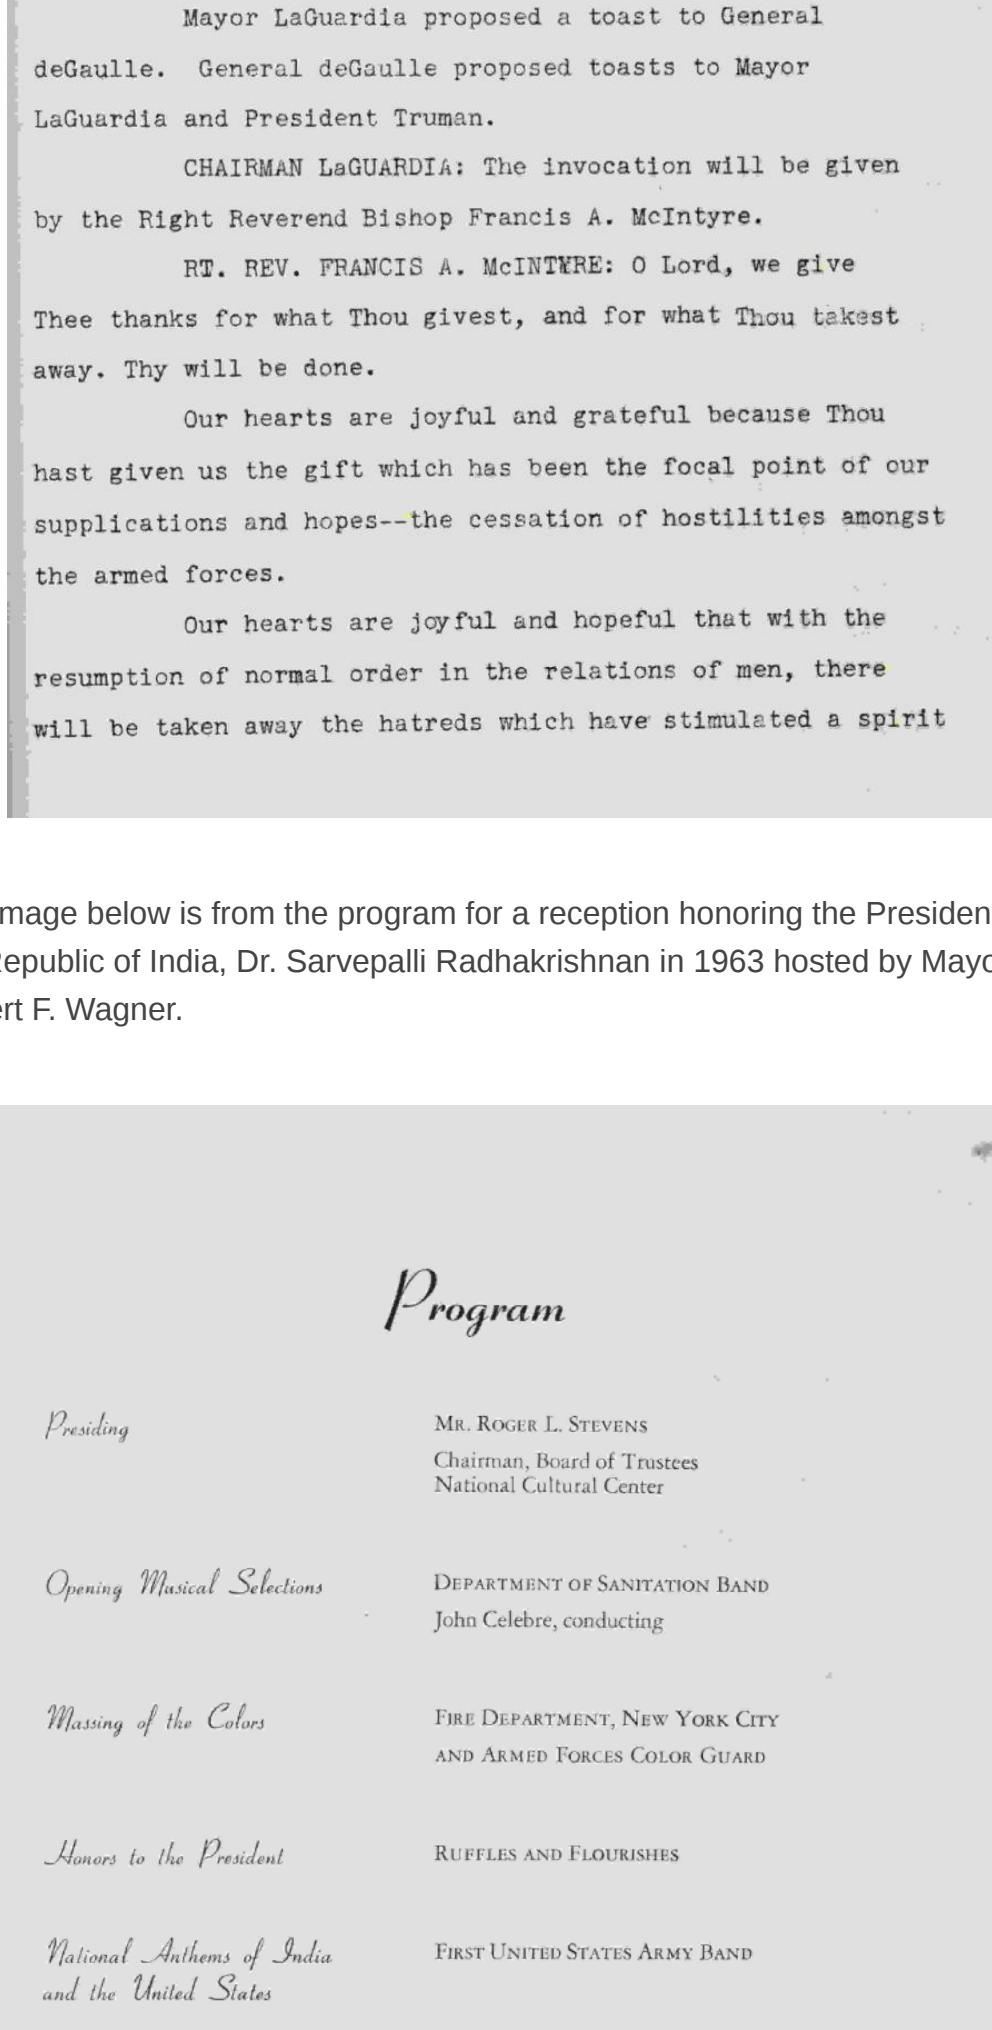 Mayor LaGuardia proposed a toast to General
deGaulle. General deGaulle proposed toasts to Mayor
LaGuardia and President Truman.
CHAIRMAN LaGUARDIA: The invocation will be given
by the Right Reverend Bishop Francis A. McIntyre.
RT. REV. FRANCIS A. McINTYRE: O Lord, we give
Thee thanks for what Thou givest, and for what Thou takest
away. Thy will be done.
Our hearts are joyful and grateful because Thou
hast given us the gift which has been the focal point of our
supplications and hopes--the cessation of hostilities amongst
the armed forces.
Our hearts are joyful and hopeful that with the
resumption of normal order in the relations of men, there
will be taken away the hatreds which have stimulated a spirit
mage below is from the program for a reception honoring the Presiden
Republic of India, Dr. Sarvepalli Radhakrishnan in 1963 hosted by Mayo
ert F. Wagner.
Program
Presiding MR. ROGER L. STEVENS
Chairman, Board of Trustees
National Cultural Center
Opening Musical Selections DEPARTMENT OF SANITATION BAND
John Celebre, conducting
Massing of the Colors FIRE DEPARTMENT, NEW YORK CITY
AND ARMED FORCES COLOR GUARD
Honors to the President RUFFLES AND FLOURISHES
National Anthems of India FIRST UNITED STATES ARMY BAND
and the United States